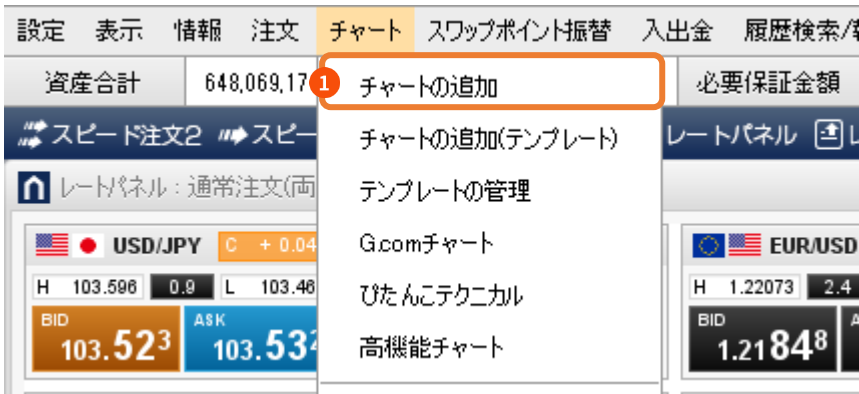 設定 表示 情報 注文 チャート スワップポイント振替 入出金 履歴検索/
資産合計 648,069,17 必要保証金額
1 チャートの追加
スピード注文2 スピー レートパネル
チャートの追加(テンプレート)
レートパネル：通常注文(両
テンプレートの管理
USD/JPY C + 0.04
G.comチャート
EUR/USD
H 103.596 0.9 L 103.46
ぴたんこテクニカル
H 1.22073 2.4
BID 103.523 ASK 103.532
高機能チャート
BID 1.21848